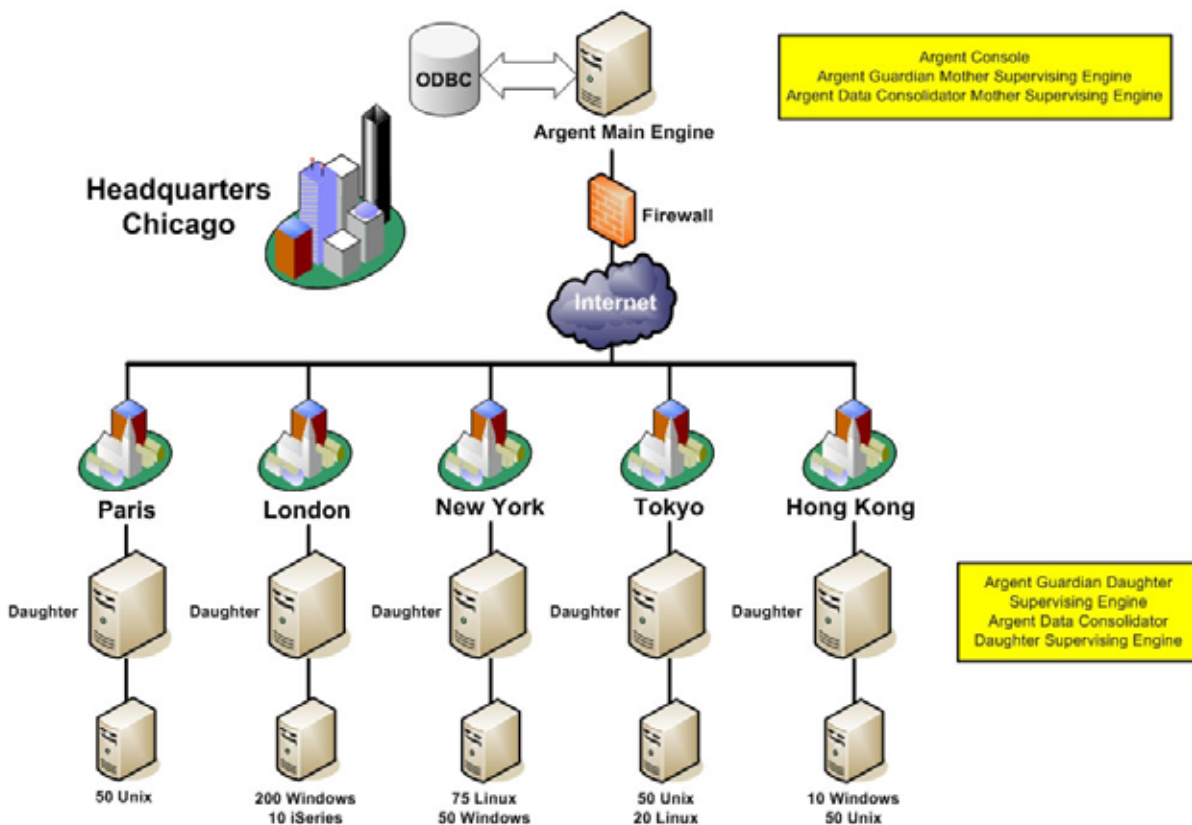 ODBC
Argent Main Engine
Argent Console
Argent Guardian Mother Supervising Engine
Argent Data Consolidator Mother Supervising Engine
Headquarters
Chicago
Firewall
Internet
Paris
London
New York
Tokyo
Hong Kong
Daughter
Daughter
Daughter
Daughter
Daughter
Argent Guardian Daughter
Supervising Engine
Argent Data Consolidator
Daughter Supervising Engine
50 Unix
200 Windows
10 iSeries
75 Linux
50 Windows
50 Unix
20 Linux
10 Windows
50 Unix